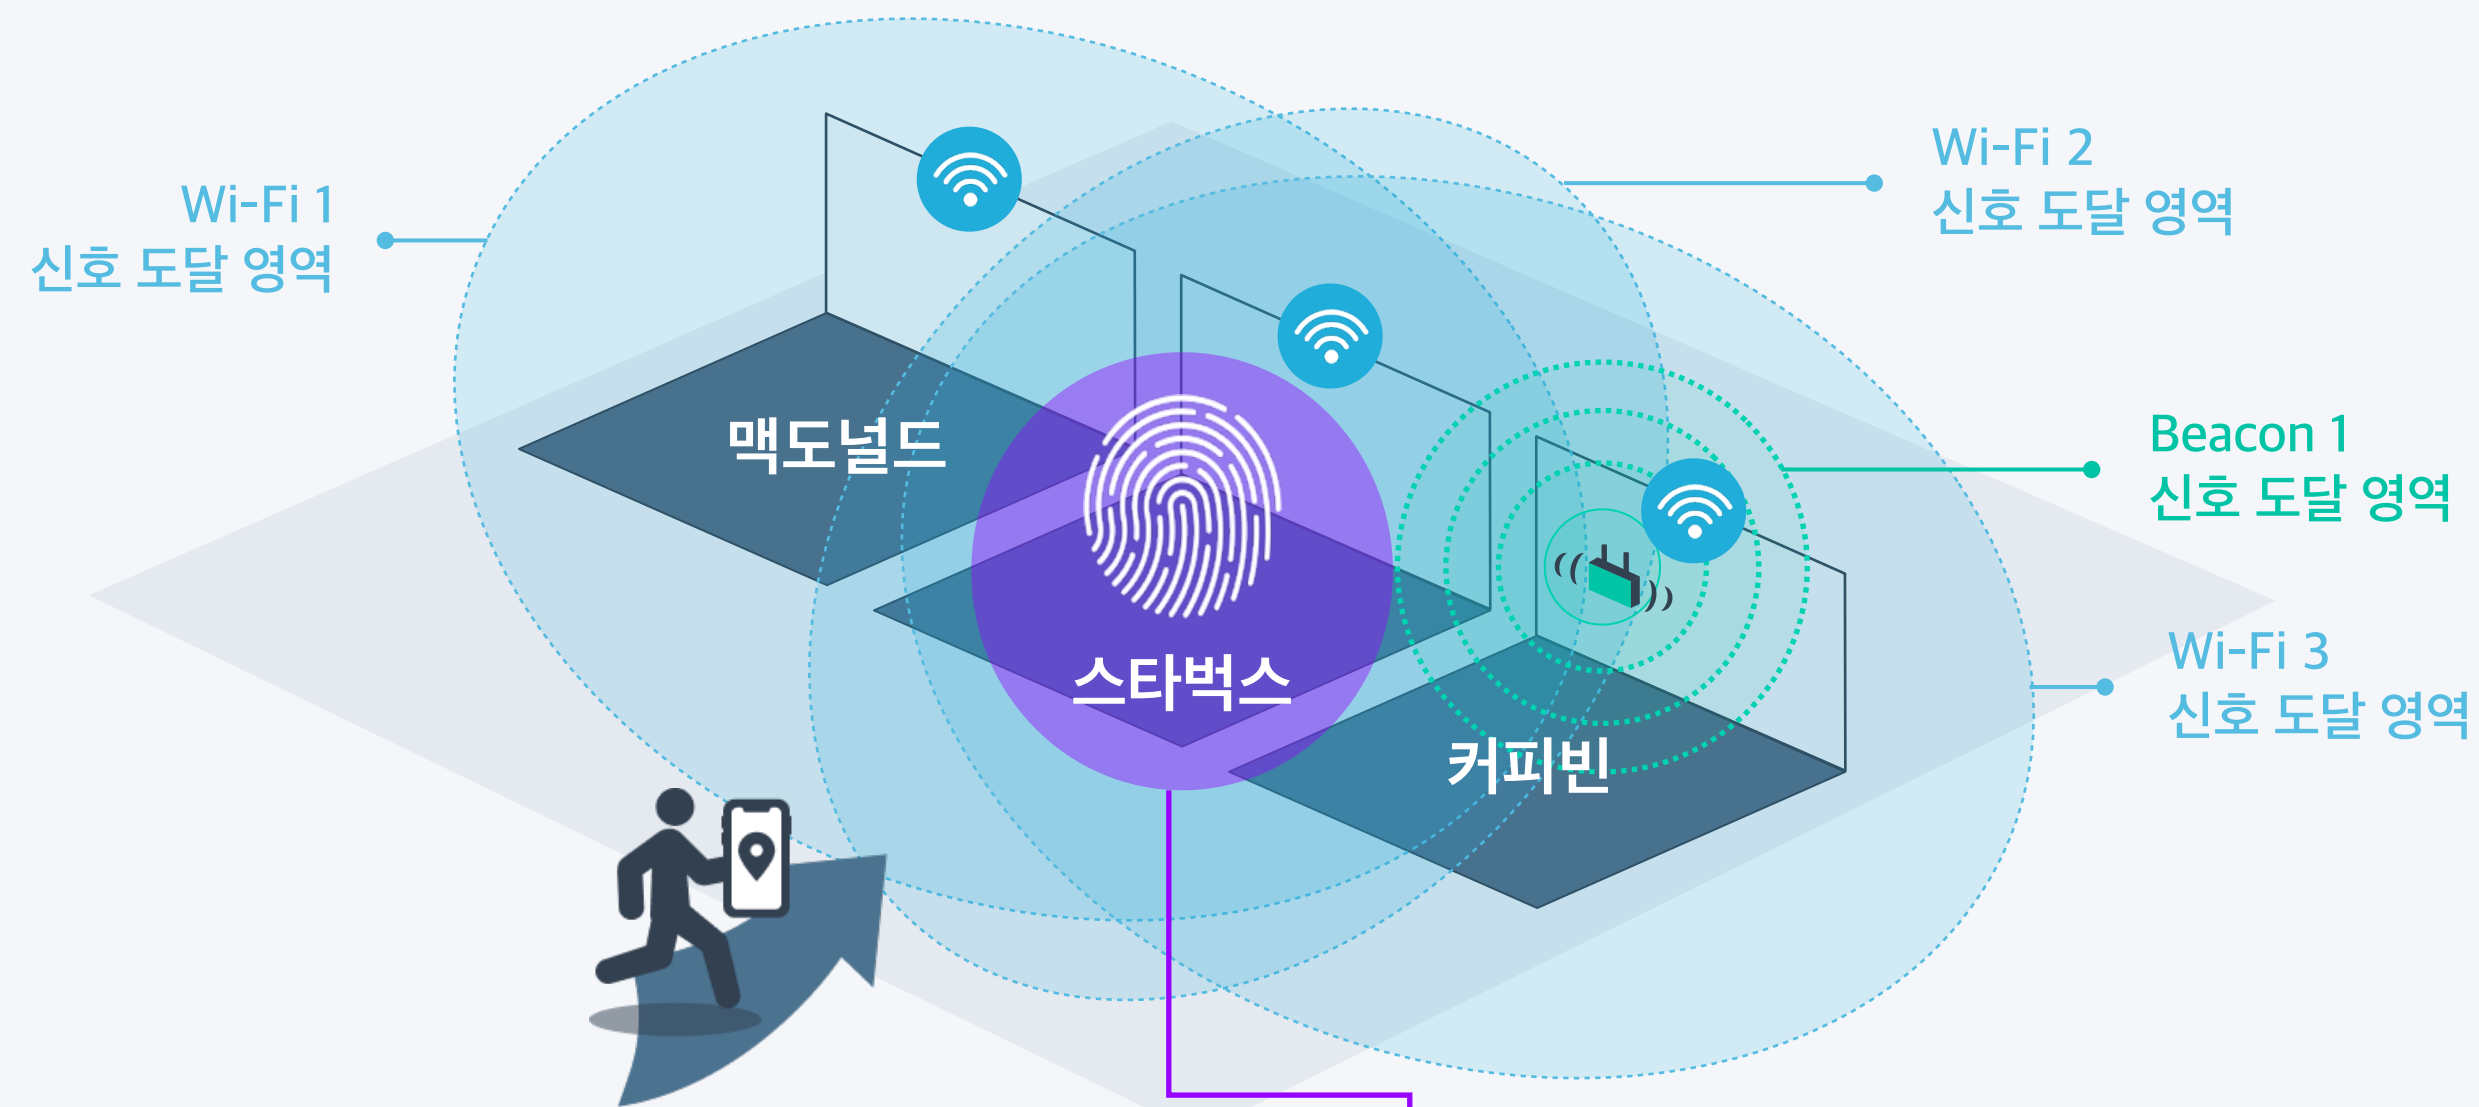 Wi-Fi 1
신호 도달 영역
Wi-Fi 2
신호 도달 영역
맥도널드
Beacon 1
신호 도달 영역
스타벅스
Wi-Fi 3
신호 도달 영역
커피빈